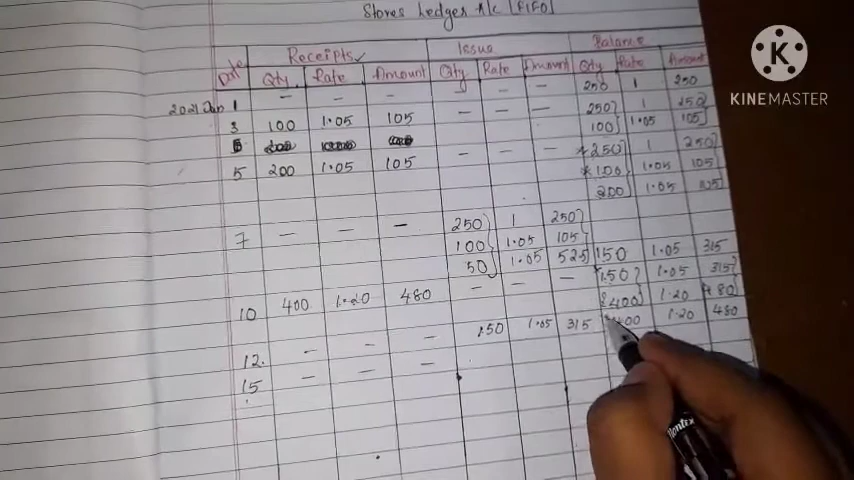 Stores Ledger A/c [FIFO]
Receipts Issue Balance
Date Qty Rate Amount Qty Rate Amount Qty Rate Amount
2021 Jan 1 - - - - - - 250 1 250
3 100 1.05 105 - - - 250 1 250
100 1.05 105
5 200 1.05 105 - - - 250 1 250
100 1.05 105
200 1.05
7 - - - 250 1 250
100 1.05 105
50 1.05 525 150 1.05 315
10 400 1.20 480 - - - 150 1.05 315
400 1.20 480
12. - - - 150 1.05 315 400 1.20 480
15 - - -
K
KINEMASTER